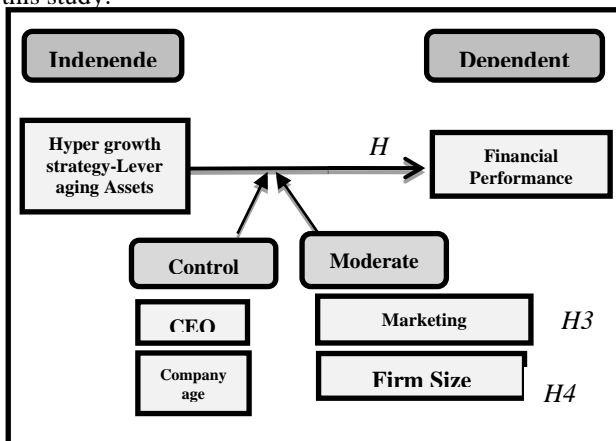 this study.
Independe
Dependent
Hyper growth
strategy-Lever
aging Assets
H
Financial
Performance
Control
Moderate
CEO
Marketing
H3
Company
age
Firm Size
H4